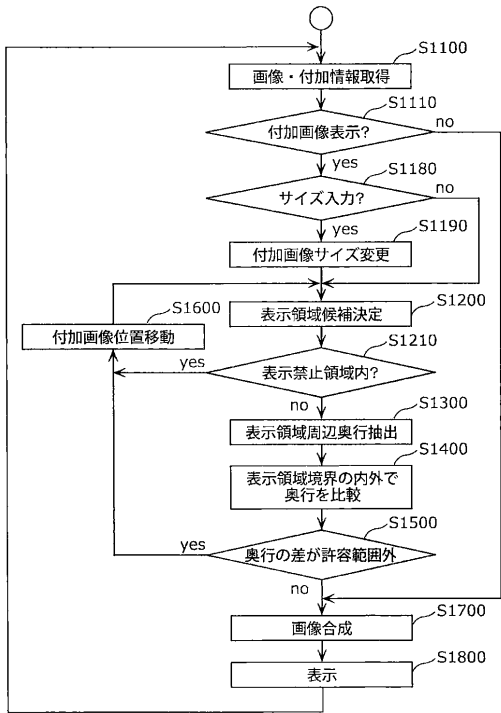 S1100
画像・付加情報取得
S1110
付加画像表示?
no
yes
S1180
サイズ入力?
no
yes
S1190
付加画像サイズ変更
S1200
表示領域候補決定
S1600
付加画像位置移動
S1210
表示禁止領域内?
yes
no
S1300
表示領域周辺奥行抽出
S1400
表示領域境界の内外で
奥行を比較
S1500
奥行の差が許容範囲外
yes
no
S1700
画像合成
S1800
表示